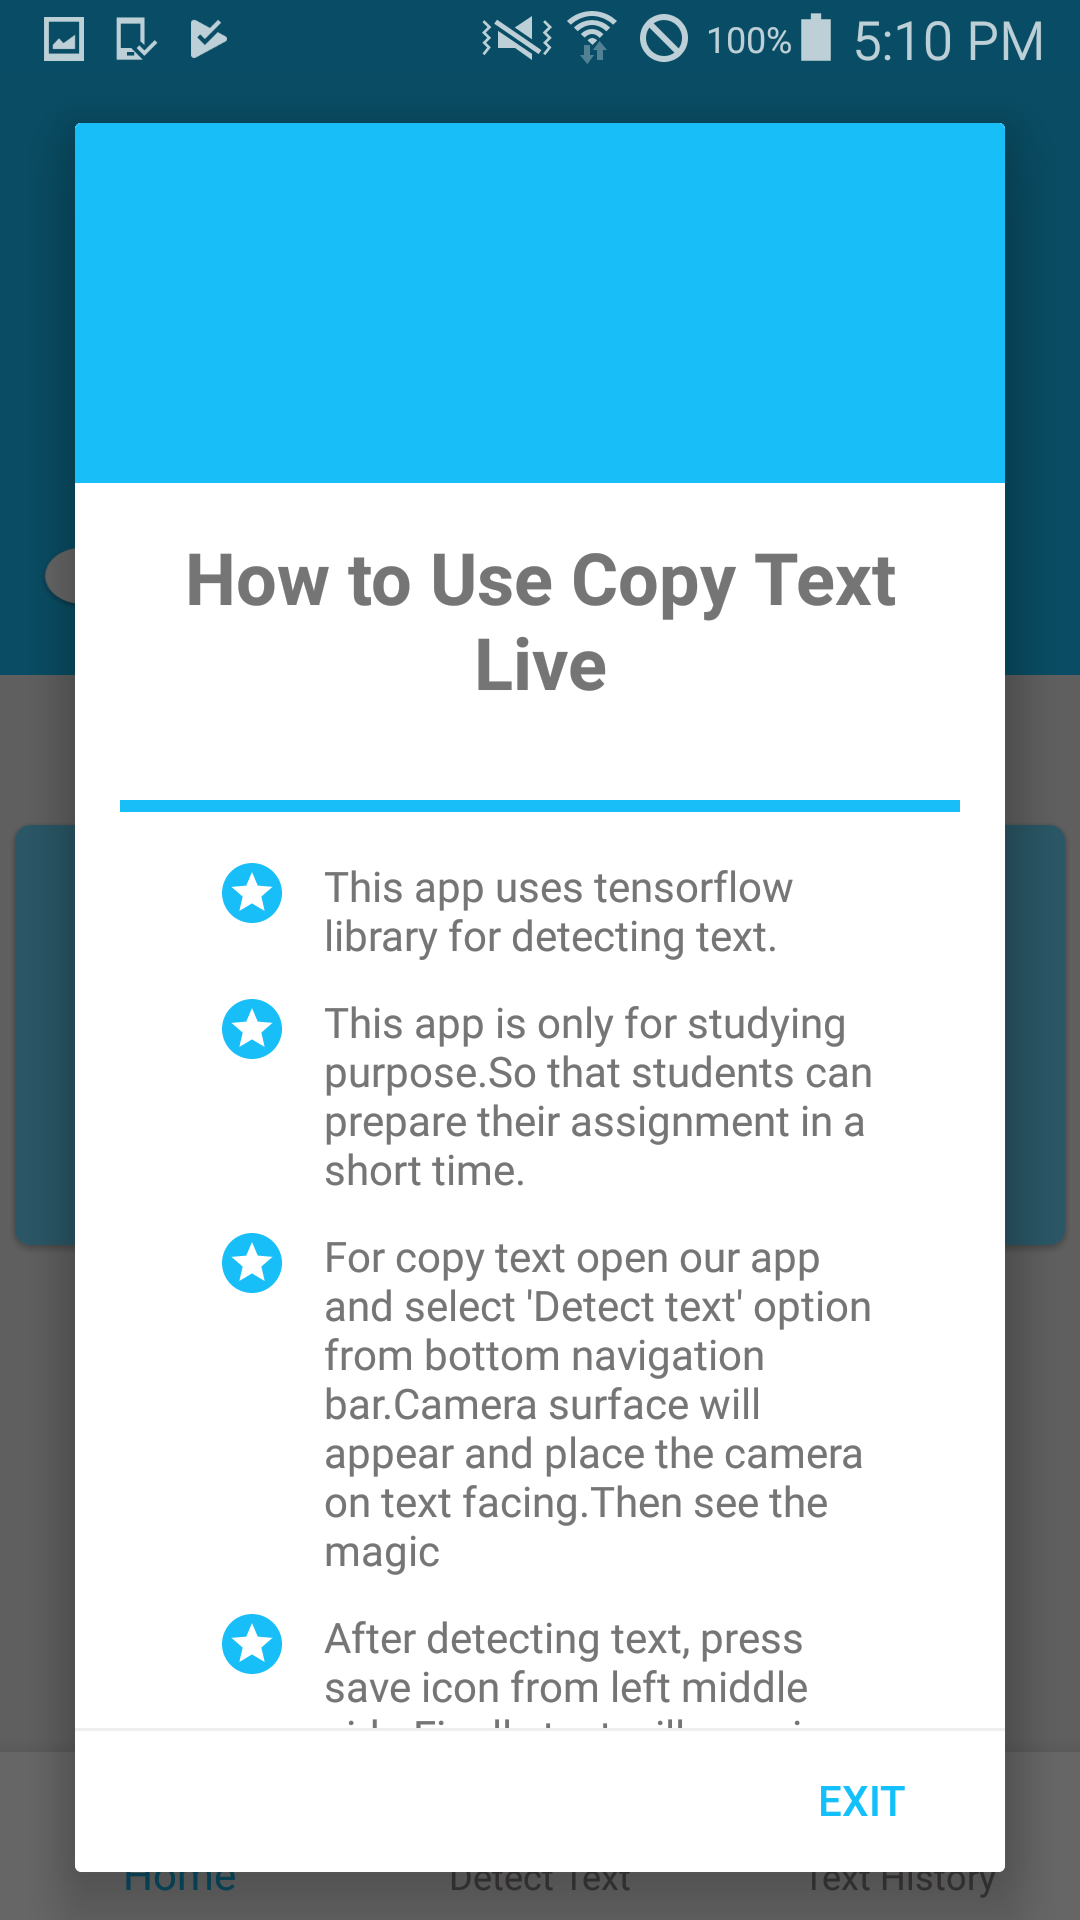 100% 5:10 PM
How to Use Copy Text
Live
This app uses tensorflow
library for detecting text.
This app is only for studying
purpose.So that students can
prepare their assignment in a
short time.
For copy text open our app
and select 'Detect text' option
from bottom navigation
bar.Camera surface will
appear and place the camera
on text facing.Then see the
magic
After detecting text, press
save icon from left middle
EXIT
Home Detect Text Text History